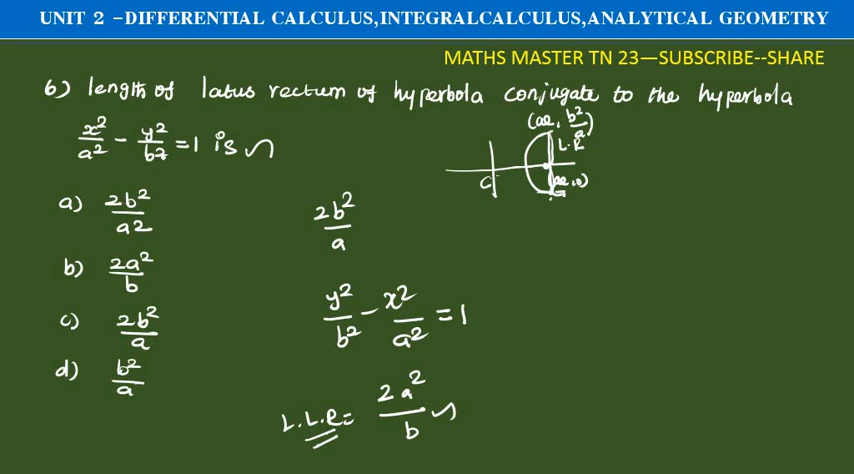 UNIT 2 –DIFFERENTIAL CALCULUS,INTEGRALCALCULUS,ANALYTICAL GEOMETRY
MATHS MASTER TN 23—SUBSCRIBE--SHARE
6) length of latus rectum of hyperbola conjugate to the hyperbola
x²/a² - y²/b² = 1 is
(ae, b²/a)
L.R
C
(ae, 0)
a) 2b²/a2
2b²/a
b) 2a²/b
y²/b² - x²/a² = 1
c) 2b²/a
d) b²/a
L.L.R = 2a²/b